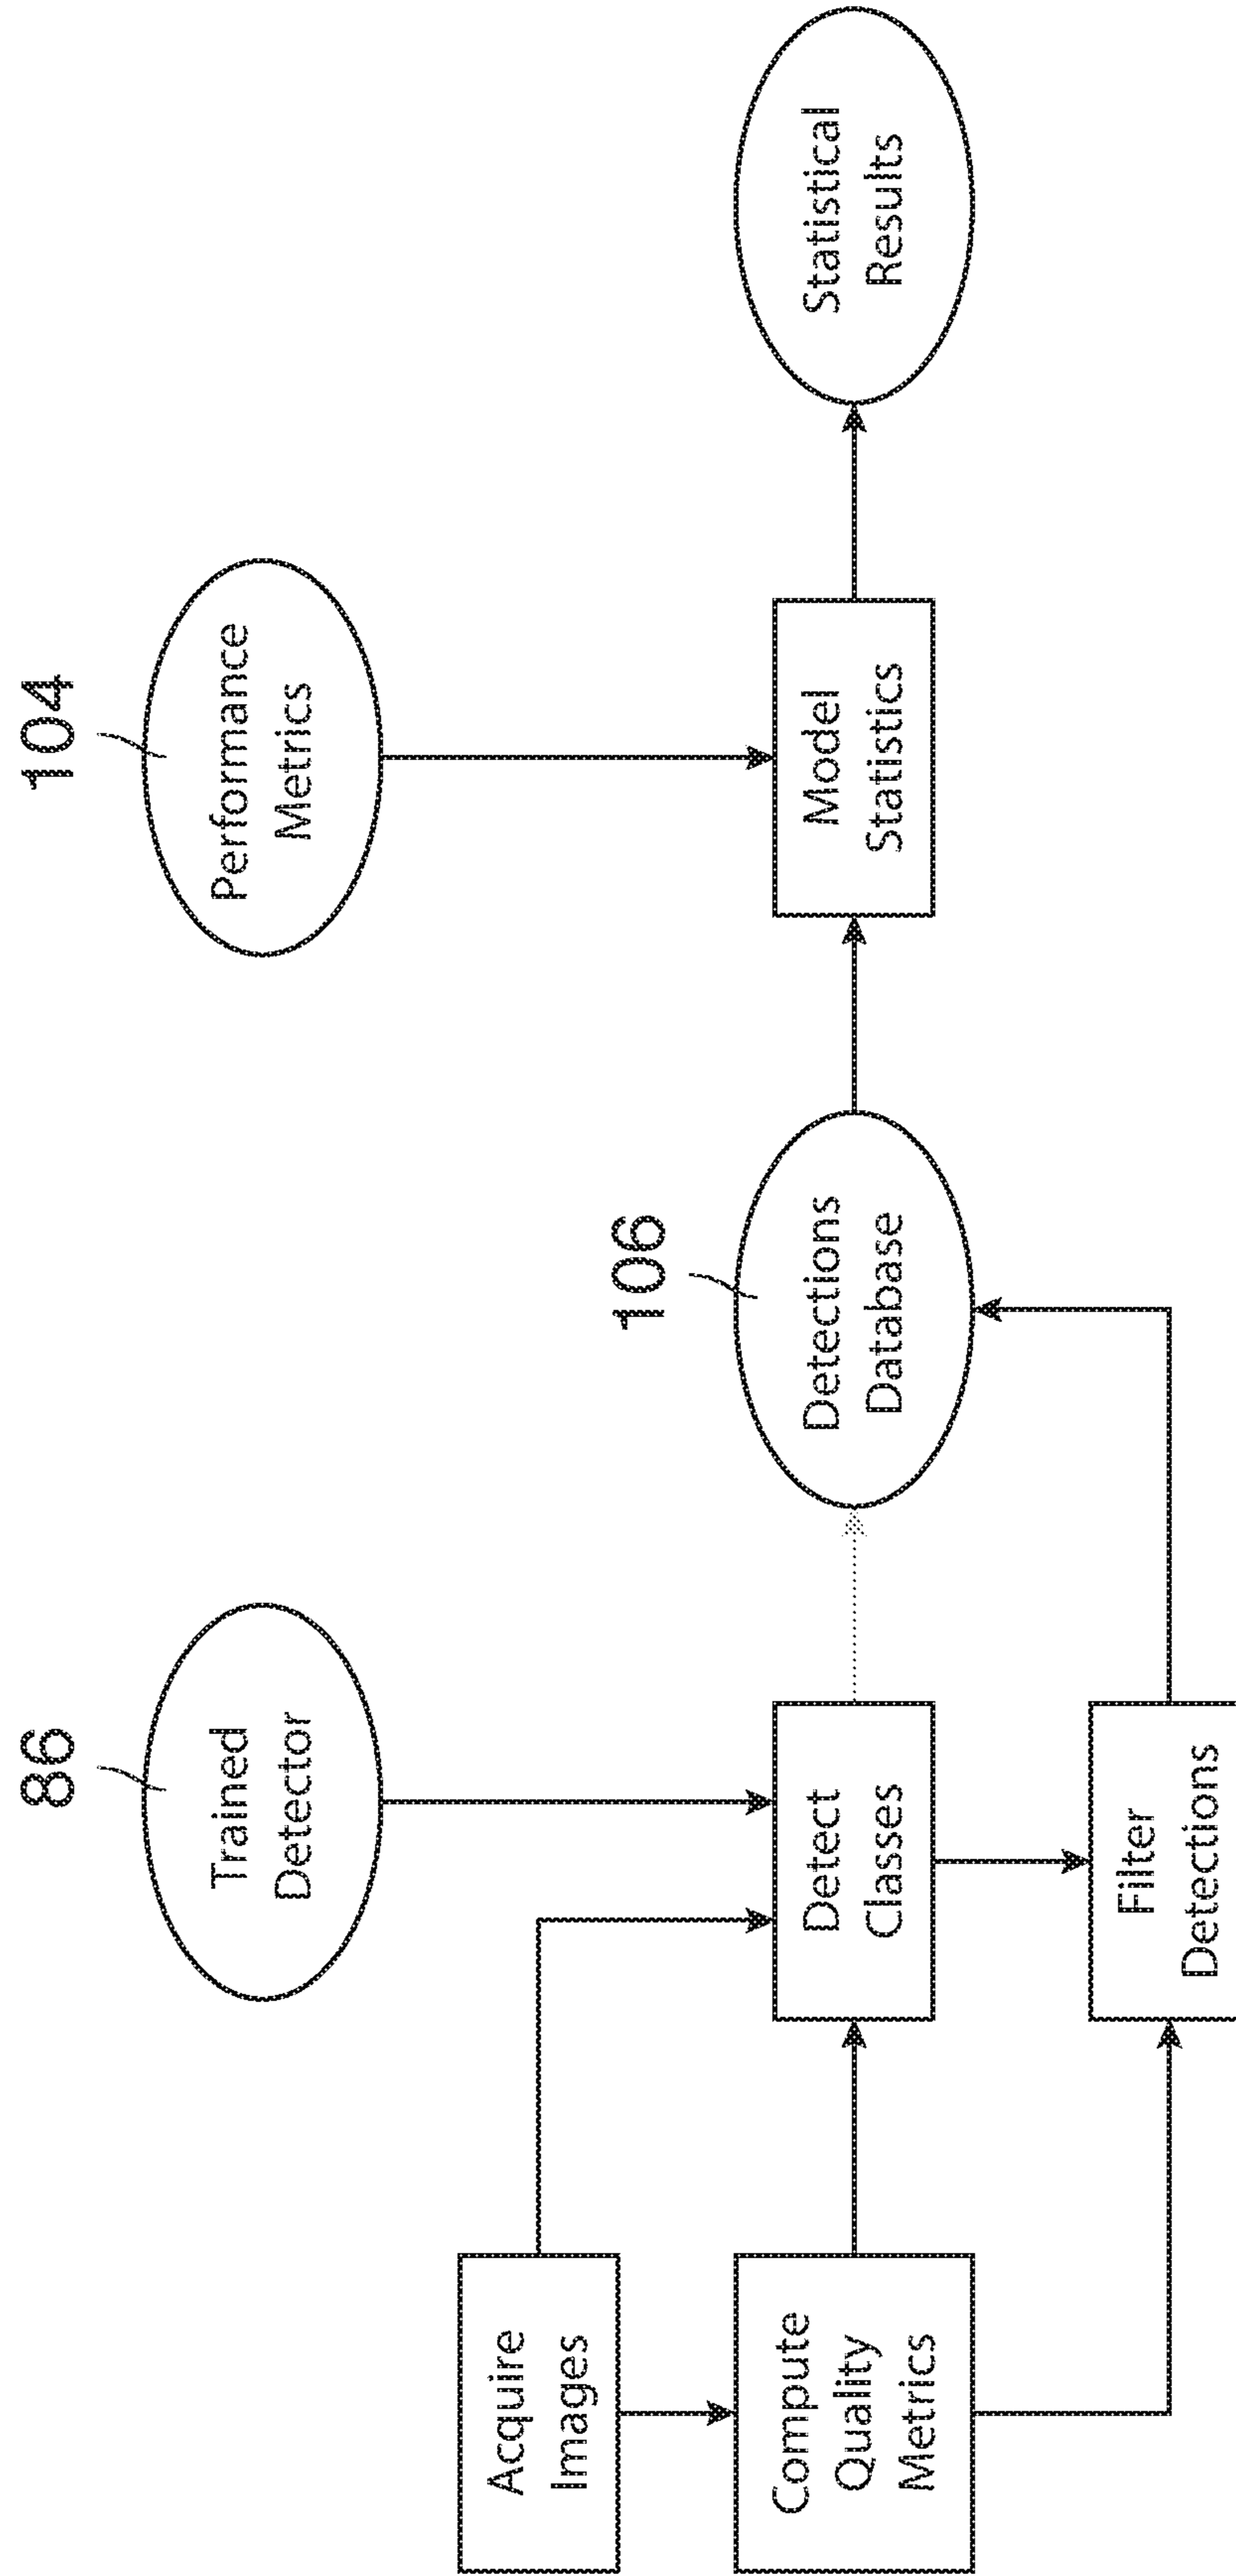 86
Trained
Detector
104
Performance
Metrics
Acquire
Images
106
Compute
Quality
Metrics
Detect
Classes
Detections
Database
Model
Statistics
Statistical
Results
Filter
Detections